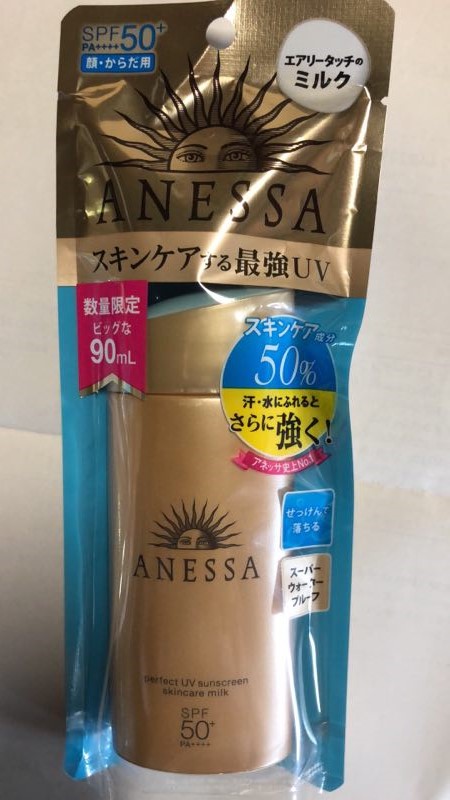 SPF50+
PA++++
顔・からだ用
エアリータッチの
ミルク
ANESSA
スキンケアする最強UV
数量限定
ビッグな
90mL
スキンケア成分
50%
汗・水にふれると
さらに強く!
アネッサ史上No.1
せっけんで
落ちる
スーパー
ウォーター
プルーフ
ANESSA
perfect UV sunscreen
skincare milk
SPF
50+
PA++++